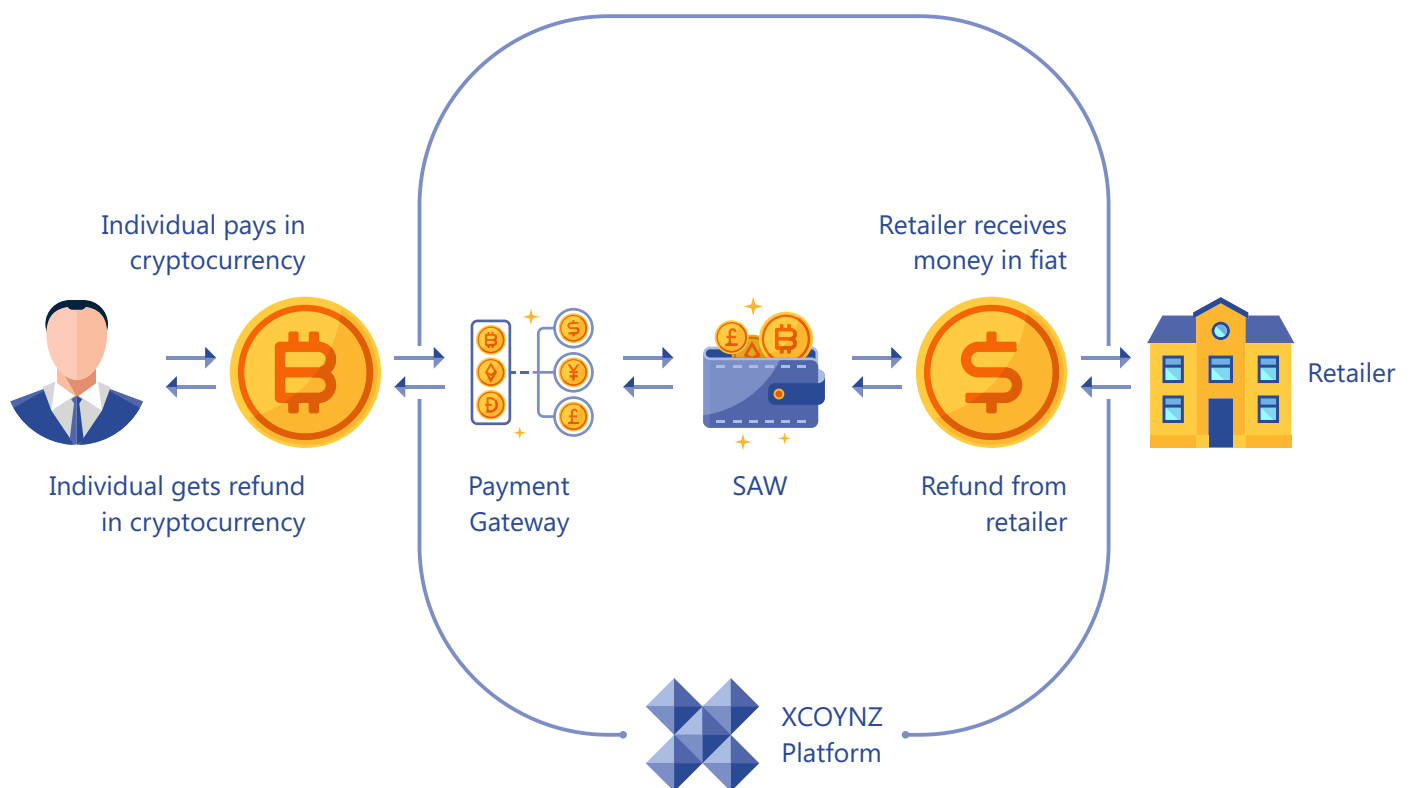 Individual pays in
cryptocurrency
Retailer receives
money in fiat
Retailer
Individual gets refund
in cryptocurrency
Payment
Gateway
SAW
Refund from
retailer
XCOYNZ
Platform